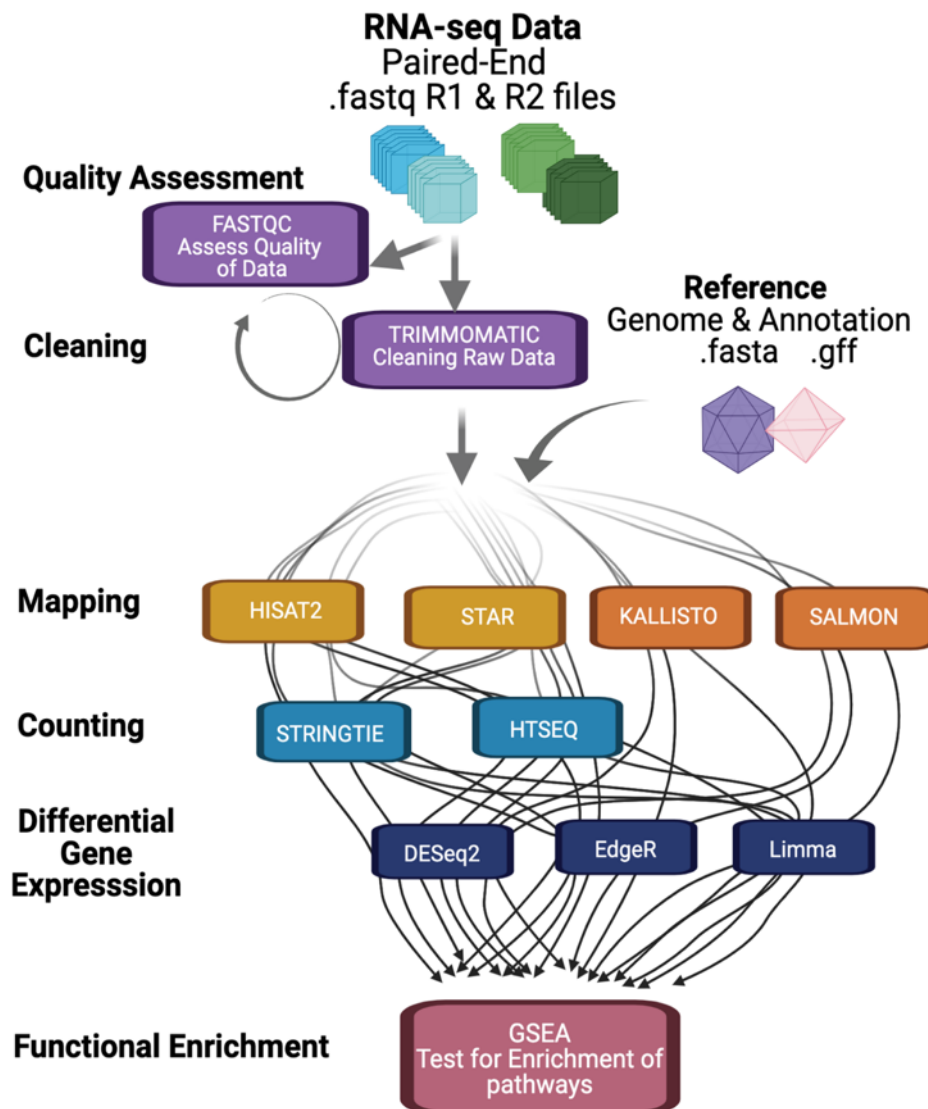 RNA-seq Data
Paired-End
.fastq R1 & R2 files
Quality Assessment
FASTQC
Assess Quality
of Data
Cleaning
TRIMMOMATIC
Cleaning Raw Data
Reference
Genome & Annotation
.fasta .gff
Mapping
HISAT2
STAR
KALLISTO
SALMON
Counting
STRINGTIE
HTSEQ
Differential
Gene
Expresssion
DESeq2
EdgeR
Limma
Functional Enrichment
GSEA
Test for Enrichment of
pathways